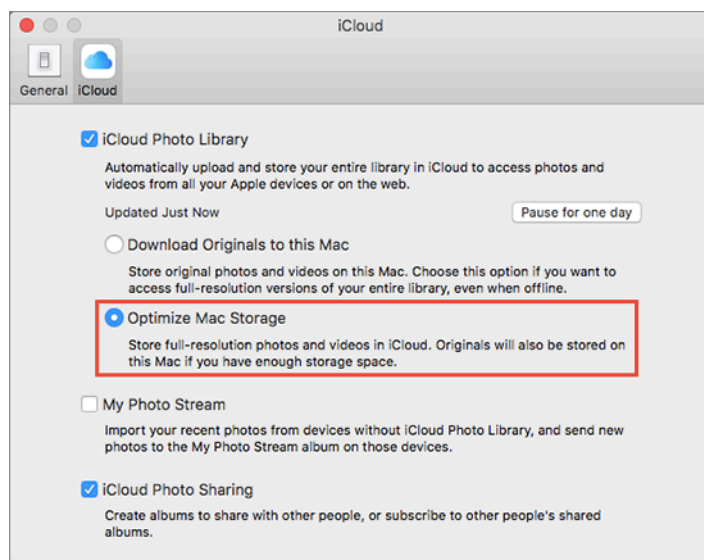 iCloud
General iCloud
iCloud Photo Library
Automatically upload and store your entire library in iCloud to access photos and
videos from all your Apple devices or on the web.
Updated Just Now Pause for one day
Download Originals to this Mac
Store original photos and videos on this Mac. Choose this option if you want to
access full-resolution versions of your entire library, even when offline.
Optimize Mac Storage
Store full-resolution photos and videos in iCloud. Originals will also be stored on
this Mac if you have enough storage space.
My Photo Stream
Import your recent photos from devices without iCloud Photo Library, and send new
photos to the My Photo Stream album on those devices.
iCloud Photo Sharing
Create albums to share with other people, or subscribe to other people's shared
albums.